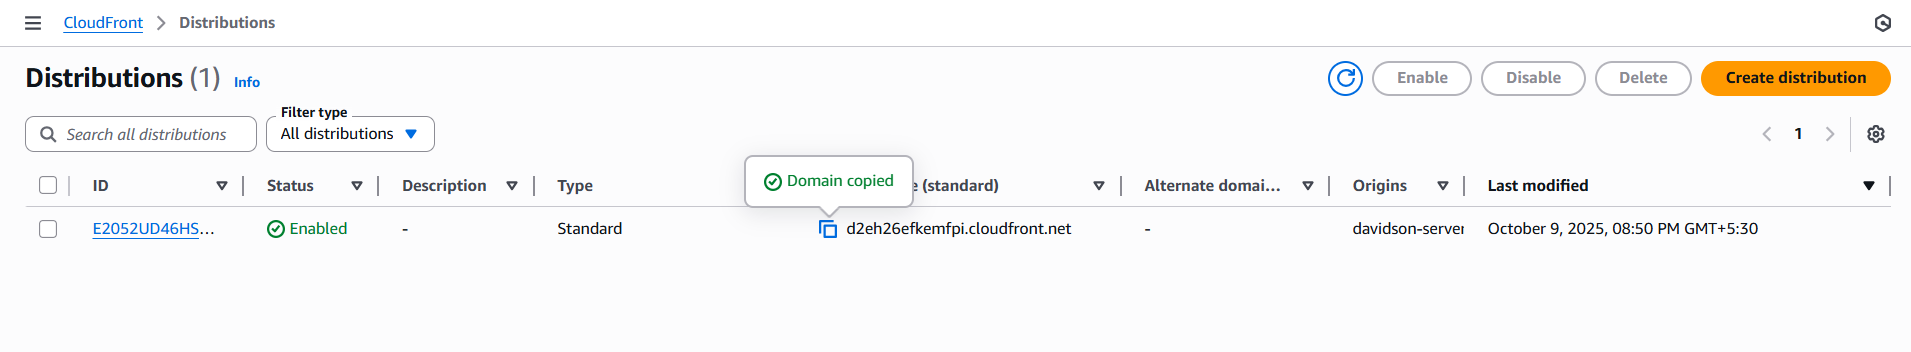 CloudFront > Distributions
Distributions (1) Info
Enable Disable Delete Create distribution
Search all distributions
Filter type
All distributions
1
Domain copied
ID Status Description Type (standard) Alternate domai... Origins Last modified
E2052UD46HS... Enabled - Standard d2eh26efkemfpi.cloudfront.net - davidson-server October 9, 2025, 08:50 PM GMT+5:30